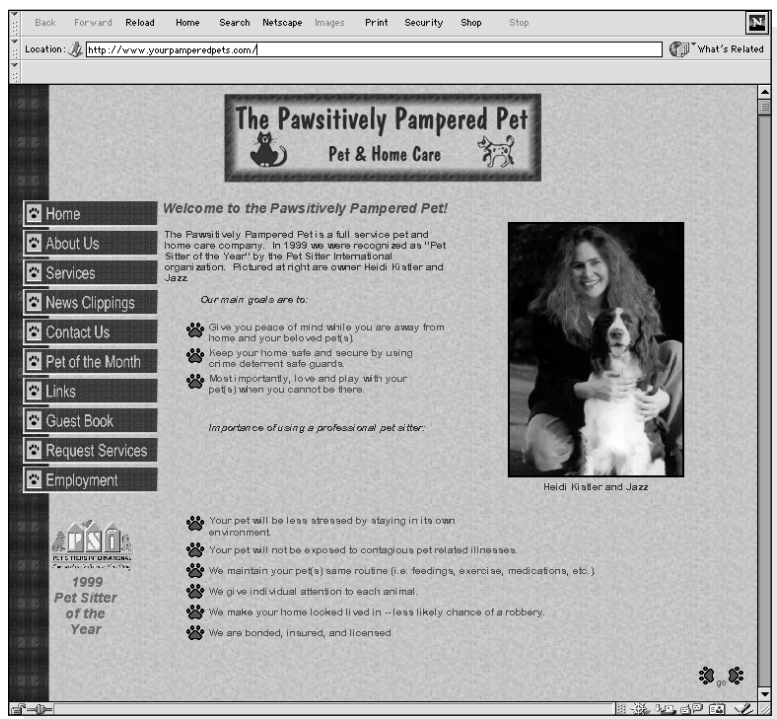 Back Forward Reload Home Search Netscape Images Print Security Shop Stop
N
Location: http://www.yourpamperedpets.com/
What's Related
The Pawsitively Pampered Pet
Pet & Home Care
Home
About Us
Services
News Clippings
Contact Us
Pet of the Month
Links
Guest Book
Request Services
Employment
Welcome to the Pawsitively Pampered Pet!
The Pawsitively Pampered Pet is a full service pet and
home care company. In 1999 we were recognized as "Pet
Sitter of the Year" by the Pet Sitter International
organization. Pictured at right are owner Heidi Kistler and
Jazz
Our main goals are to:
Give you peace of mind while you are away from
home and your beloved pet(s).
Keep your home safe and secure by using
crime deterrent safe guards.
Most importantly, love and play with your
pet(s) when you cannot be there.
Importance of using a professional pet sitter:
Heidi Kistler and Jazz
Your pet will be less stressed by staying in its own
environment.
Your pet will not be exposed to contagious pet related illnesses.
We maintain your pet(s) same routine (i.e. feedings, exercise, medications, etc.).
We give individual attention to each animal.
We make your home looked lived in -- less likely chance of a robbery.
We are bonded, insured, and licensed
PSI
PET SITTERS INTERNATIONAL
1999
Pet Sitter
of the
Year
go